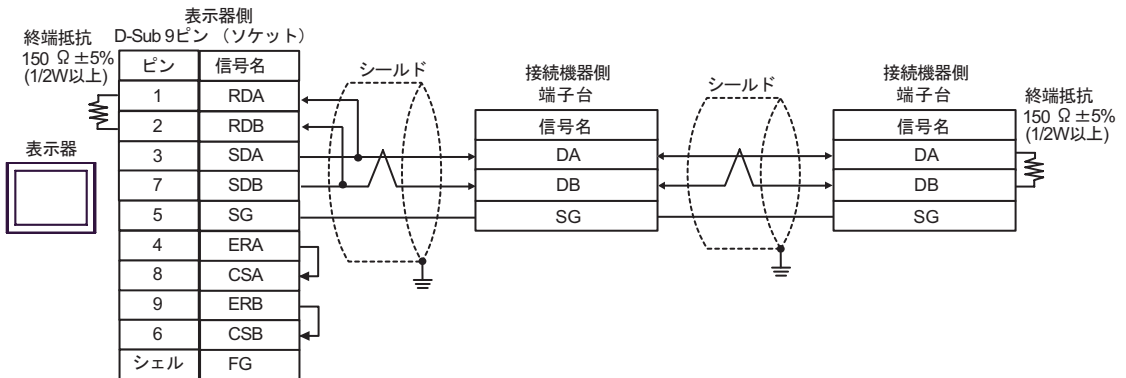 表示器側
D-Sub 9ピン （ソケット）
終端抵抗
150 Ω ±5%
(1/2W以上)
表示器
ピン 信号名
1 RDA
2 RDB
3 SDA
7 SDB
5 SG
4 ERA
8 CSA
9 ERB
6 CSB
シェル FG
シールド
接続機器側
端子台
信号名
DA
DB
SG
シールド
接続機器側
端子台
信号名
DA
DB
SG
終端抵抗
150 Ω ±5%
(1/2W以上)